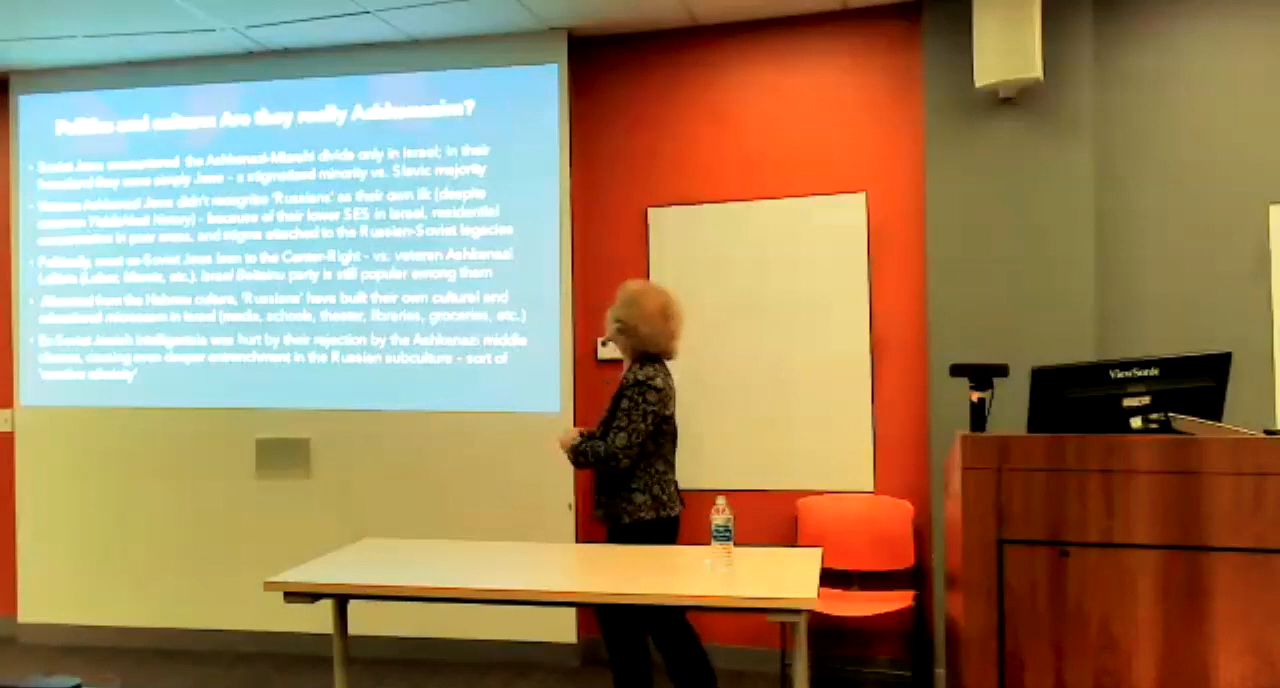 Politics and culture: Are they really Ashkenazim?
Soviet Jews encountered the Ashkenazi-Mizrahi divide only in Israel; in their
homeland they were simply Jews - a stigmatized minority vs. Slavic majority
Veteran Ashkenazi Jews didn't recognize 'Russians' as their own ilk (despite
common history) - because of their lower SES in Israel, residential
concentration in poor areas, and stigma attached to the Russian-Soviet legacies
Politically, most ex-Soviet Jews lean to the Center-Right - vs. veteran Ashkenazi
Leftists (Labor, Meretz, etc.). Israel Beitainu party is still popular among them
Alienated from the Hebrew culture, 'Russians' have built their own cultural and
educational in Israel (media, schools, theater, libraries, groceries, etc.)
Ex-Soviet Jewish intelligentsia was hurt by their rejection by the Ashkenazi middle
classes, causing even deeper entrenchment in the Russian subculture - sort of
ViewSonic